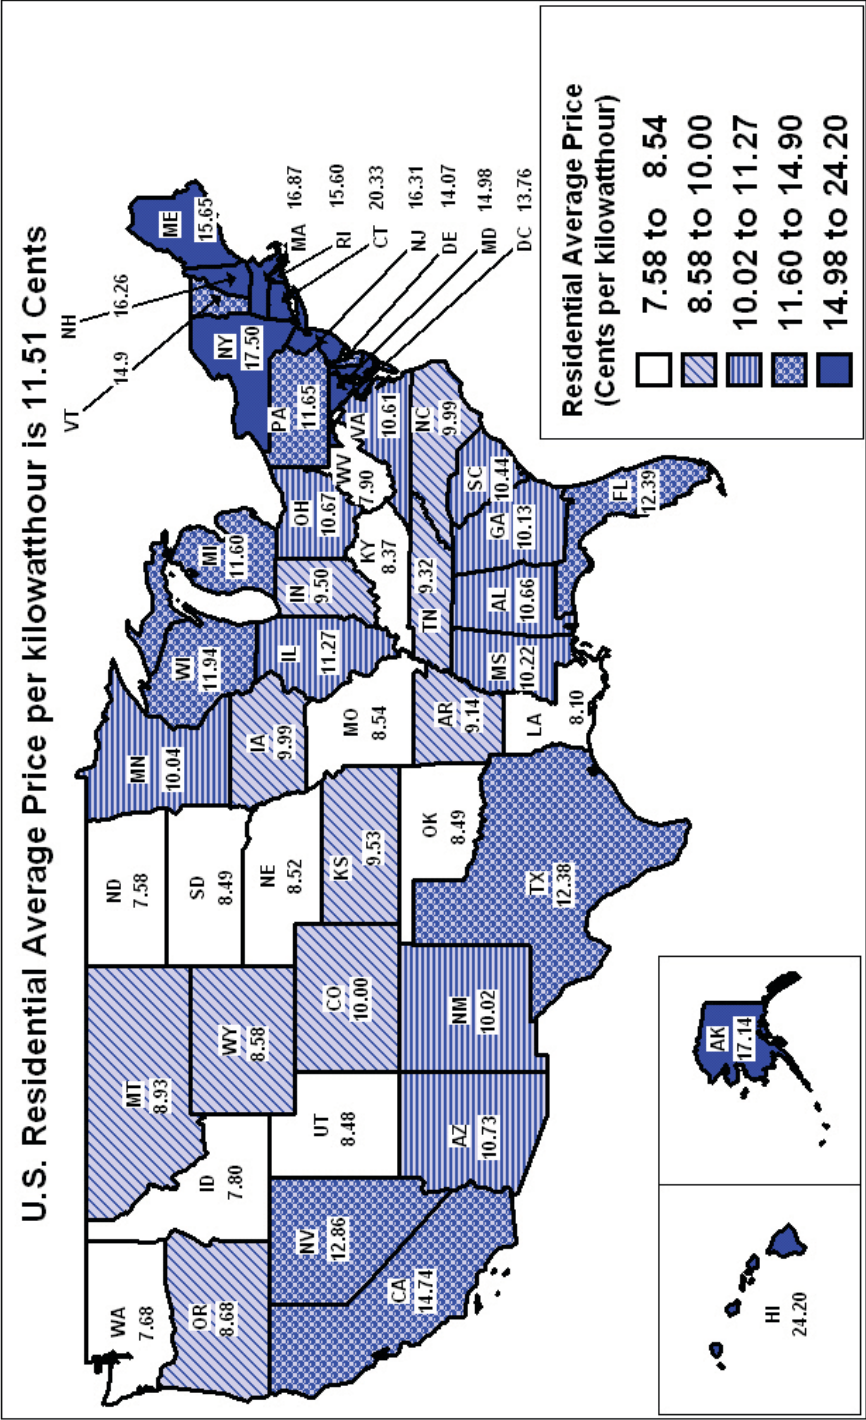 U.S. Residential Average Price per kilowatthour is 11.51 Cents
WA
7.68
OR
8.68
CA
14.74
NV
12.86
ID
7.80
MT
8.93
WY
8.58
UT
8.48
AZ
10.73
CO
10.00
NM
10.02
ND
7.58
SD
8.49
NE
8.52
KS
9.53
OK
8.49
TX
12.38
MN
10.04
IA
9.99
MO
8.54
AR
9.14
LA
8.10
WI
11.94
IL
11.27
MS
10.22
MI
11.60
IN
9.50
KY
8.37
TN 9.32
AL
10.66
OH
10.67
WV
7.90
GA
10.13
SC
10.44
FL
12.39
NC
9.99
VA
10.61
PA
11.65
NY
17.50
VT
14.9
NH
16.26
ME
15.65
MA 16.87
RI 15.60
CT 20.33
NJ 16.31
DE 14.07
MD 14.98
DC 13.76
HI
24.20
AK
17.14
Residential Average Price
(Cents per kilowatthour)
7.58 to 8.54
8.58 to 10.00
10.02 to 11.27
11.60 to 14.90
14.98 to 24.20